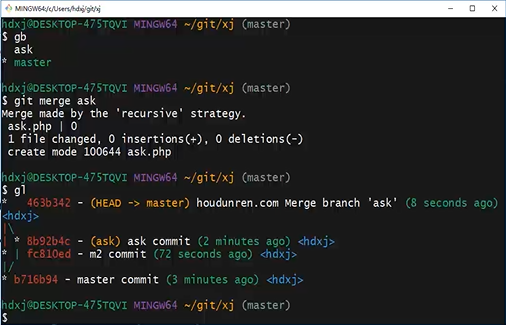 MINGW64:/c/Users/hdxj/git/xj
hdxj@DESKTOP-475TQVI MINGW64 ~/git/xj (master)
$ gb
  ask
* master
hdxj@DESKTOP-475TQVI MINGW64 ~/git/xj (master)
$ git merge ask
Merge made by the 'recursive' strategy.
 ask.php | 0
 1 file changed, 0 insertions(+), 0 deletions(-)
 create mode 100644 ask.php
hdxj@DESKTOP-475TQVI MINGW64 ~/git/xj (master)
$ gl
*   463b342 - (HEAD -> master) houdunren.com Merge branch 'ask' (8 seconds ago)
<hdxj>
|\
| * 8b92b4c - (ask) ask commit (2 minutes ago) <hdxj>
* | fc810ed - m2 commit (72 seconds ago) <hdxj>
|/
* b716b94 - master commit (3 minutes ago) <hdxj>
hdxj@DESKTOP-475TQVI MINGW64 ~/git/xj (master)
$